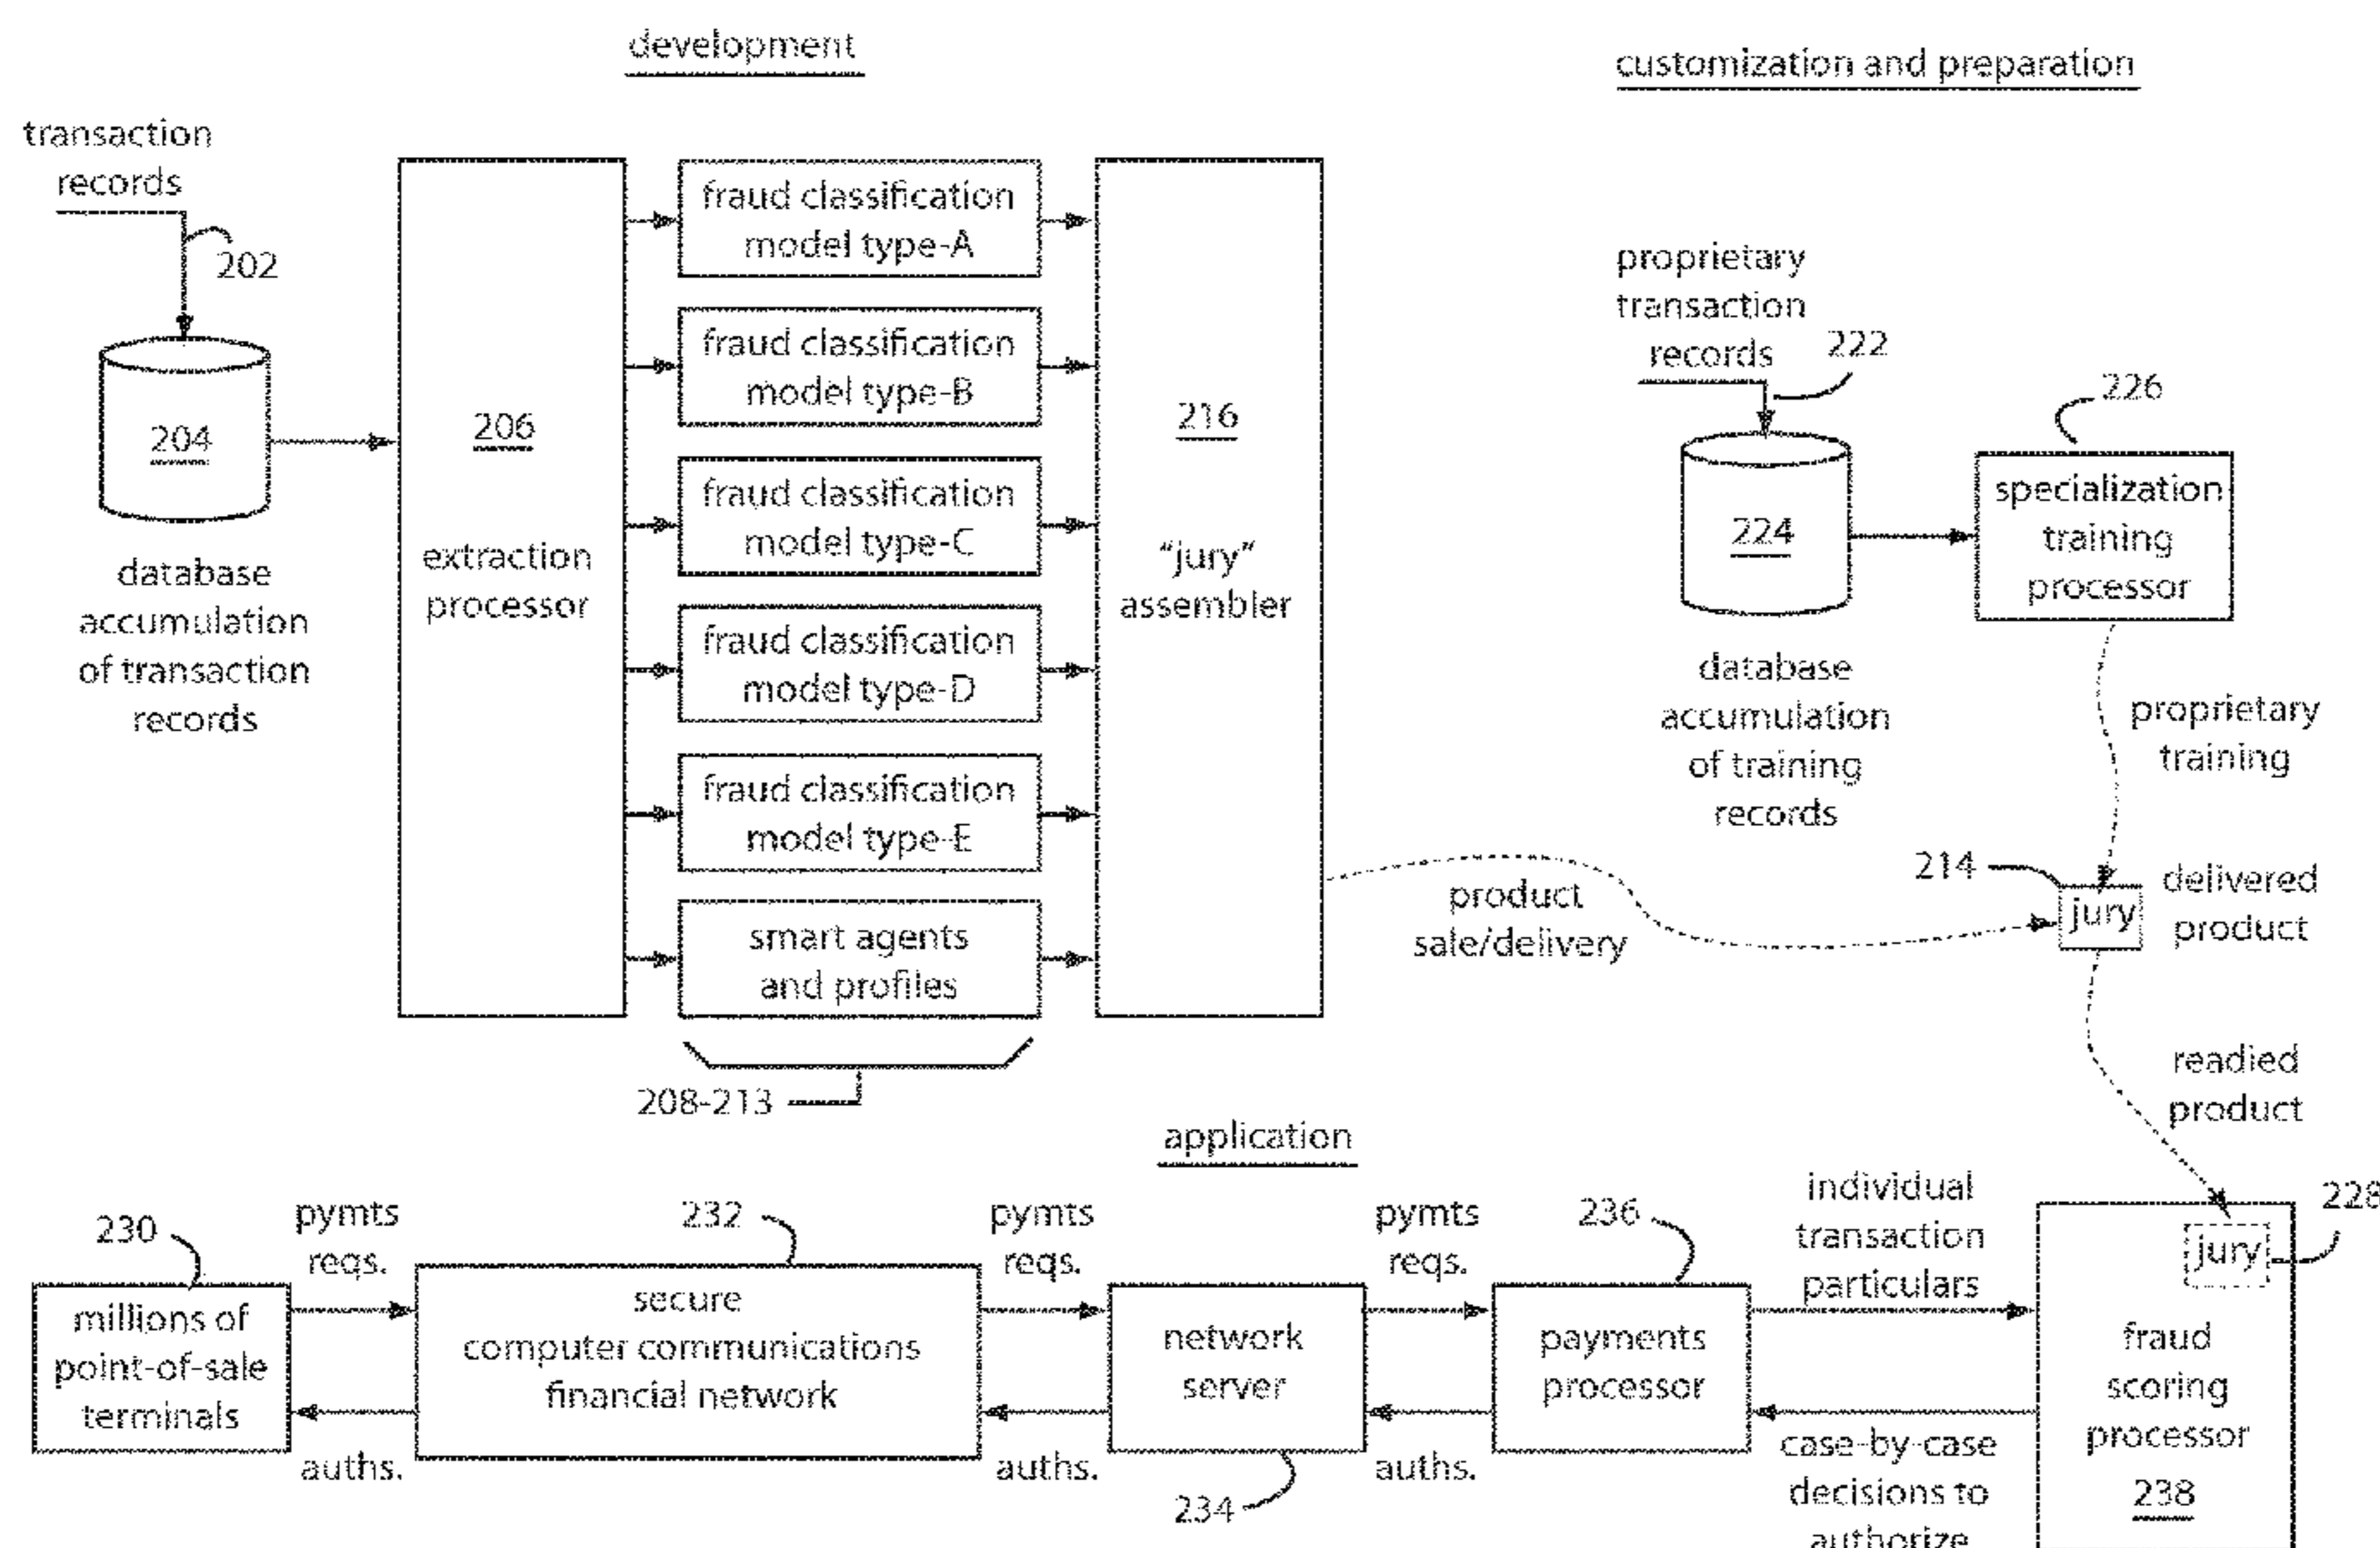 development
transaction
records
202
204
database
accumulation
of transaction
records
206
extraction
processor
fraud classification
model type-A
fraud classification
model type-B
fraud classification
model type-C
fraud classification
model type-D
fraud classification
model type-E
smart agents
and profiles
208-213
216
"jury"
assembler
product
sale/delivery
customization and preparation
proprietary
transaction
records
222
224
database
accumulation
of training
records
226
specialization
training
processor
proprietary
training
214
jury
delivered
product
readied
product
application
230
millions of
point-of-sale
terminals
pymts
reqs.
auths.
232
secure
computer communications
financial network
pymts
reqs.
auths.
network
server
234
pymts
reqs.
auths.
236
payments
processor
individual
transaction
particulars
case-by-case
decisions to
authorize
228
jury
fraud
scoring
processor
238